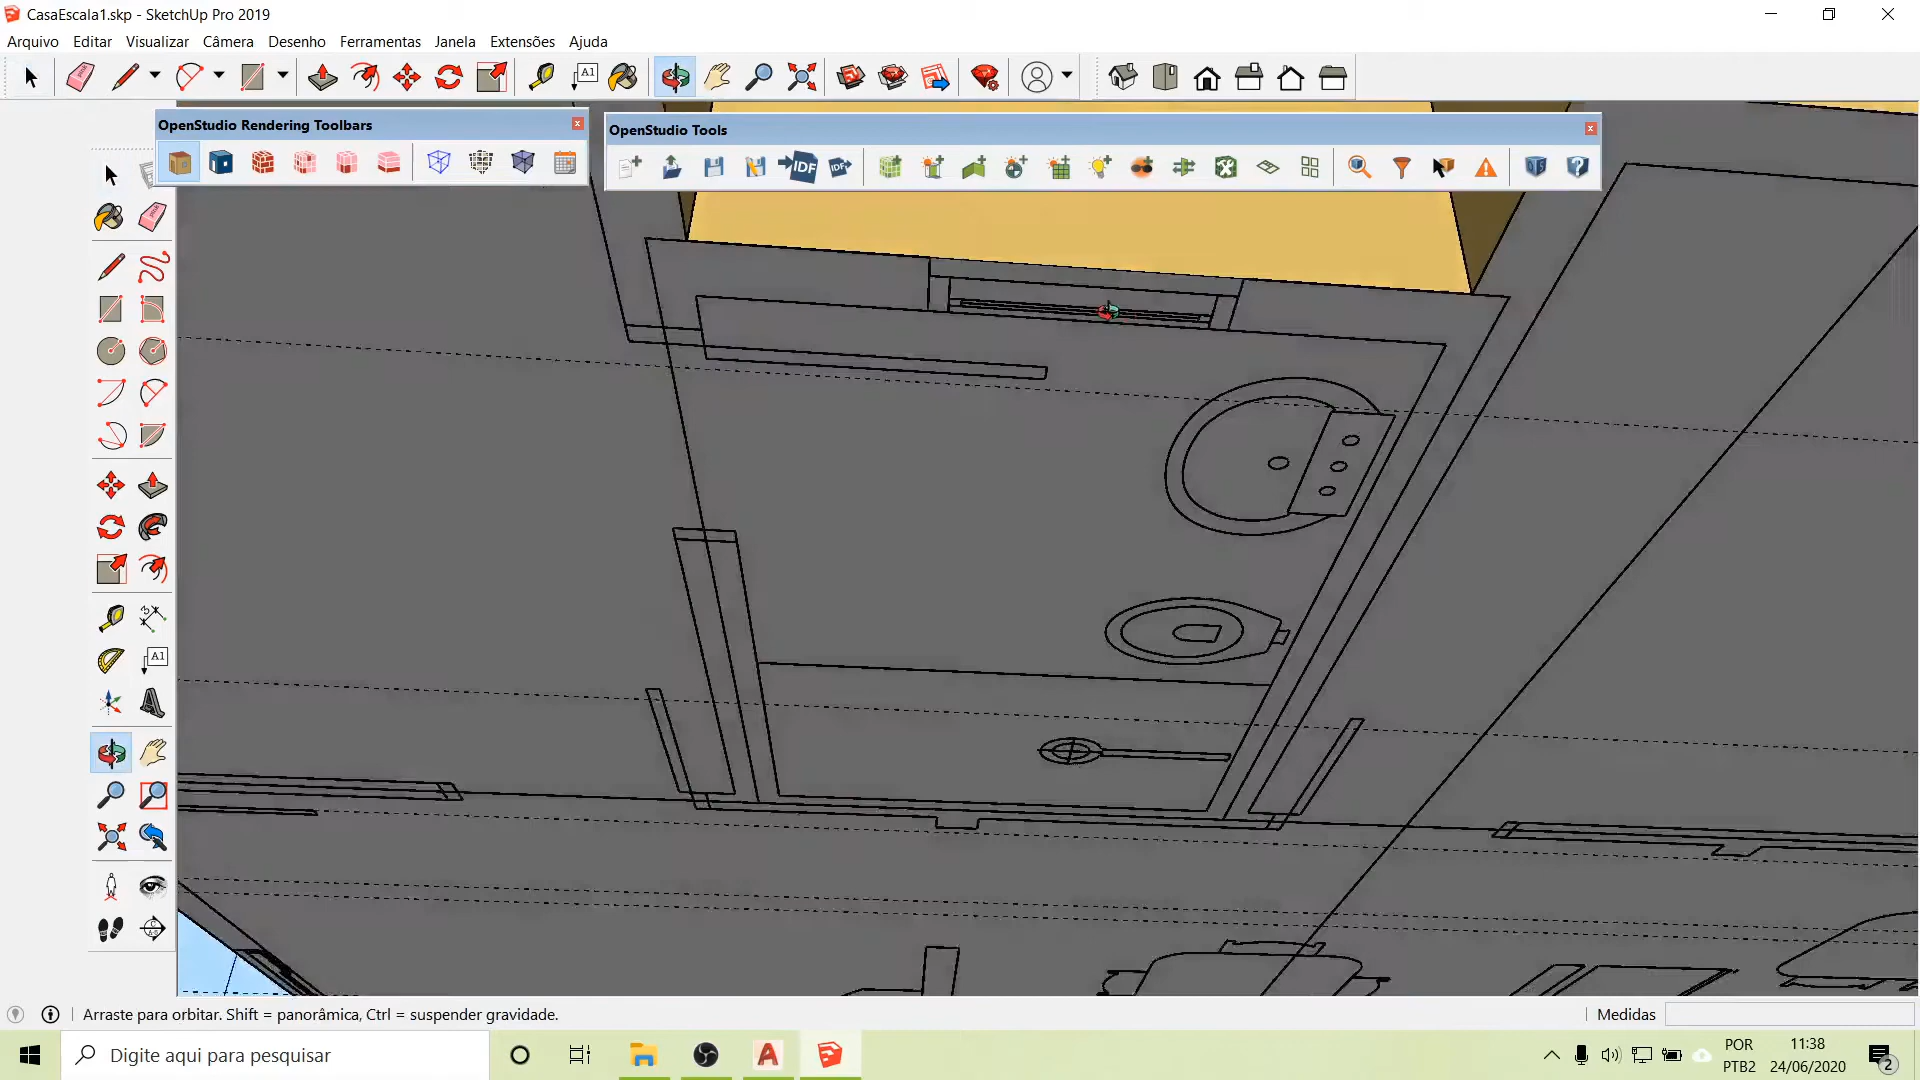 CasaEscala1.skp - SketchUp Pro 2019
Arquivo Editar Visualizar Câmera Desenho Ferramentas Janela Extensões Ajuda
A1
OpenStudio Rendering Toolbars
OpenStudio Tools
IDF
IDF
A1
Arraste para orbitar. Shift = panorâmica, Ctrl = suspender gravidade.
Medidas
Digite aqui para pesquisar
POR
PTB2
11:38
24/06/2020
2